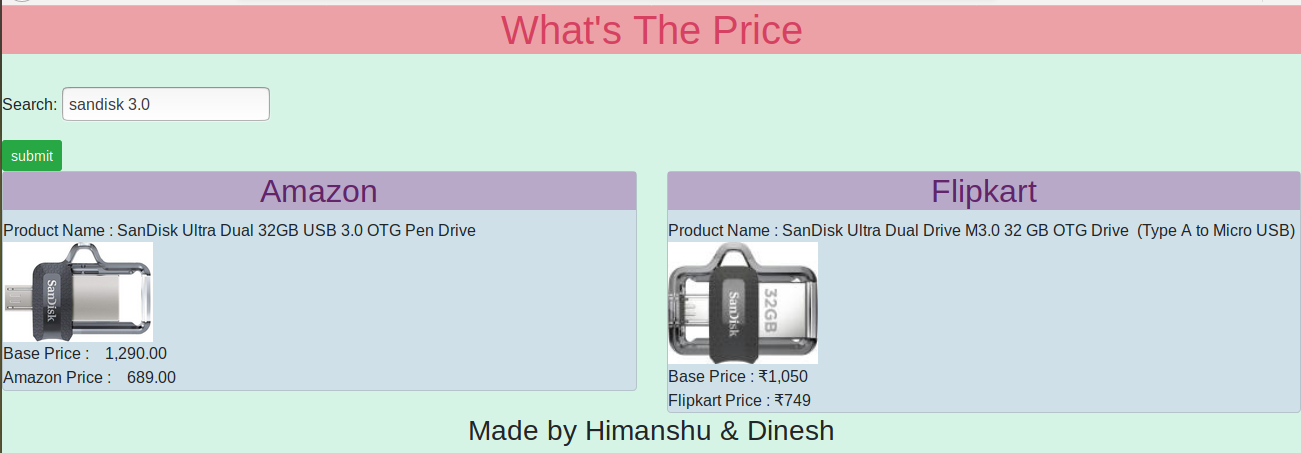 What's The Price
Search: sandisk 3.0
submit
Amazon
Product Name : SanDisk Ultra Dual 32GB USB 3.0 OTG Pen Drive
SanDisk
Base Price : 1,290.00
Amazon Price : 689.00
Flipkart
Product Name : SanDisk Ultra Dual Drive M3.0 32 GB OTG Drive (Type A to Micro USB)
SanDisk
32GB
Base Price : ₹1,050
Flipkart Price : ₹749
Made by Himanshu & Dinesh